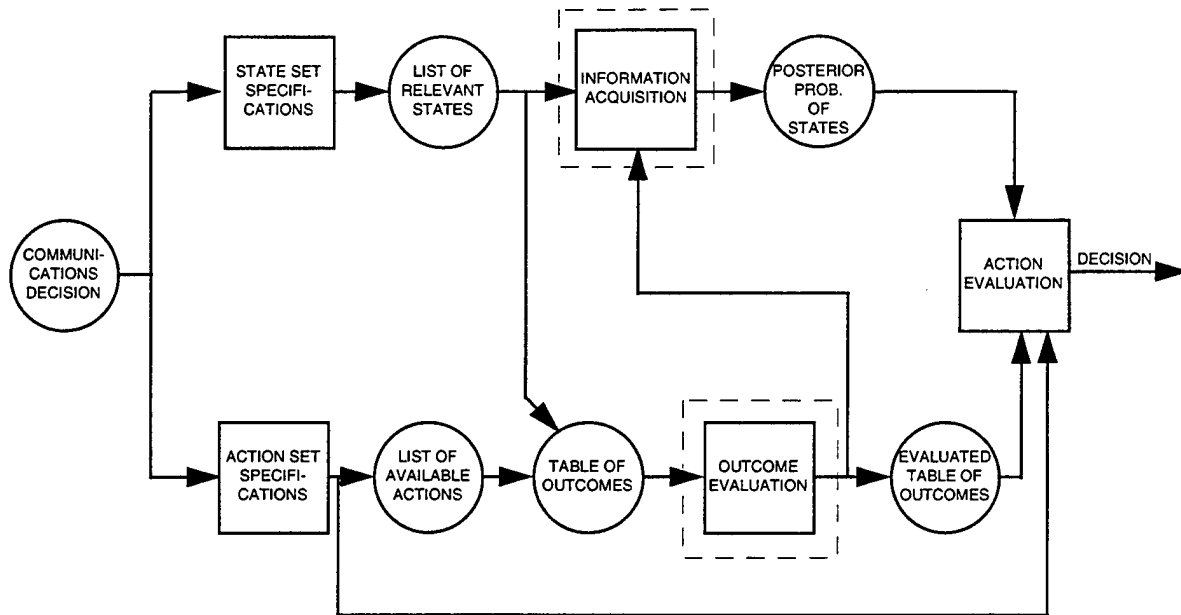 STATE SET
SPECIFI-
CATIONS
LIST OF
RELEVANT
STATES
INFORMATION
ACQUISITION
POSTERIOR
PROB.
OF
STATES
COMMUNI-
CATIONS
DECISION
ACTION
EVALUATION
DECISION
ACTION SET
SPECIFI-
CATIONS
LIST OF
AVAILABLE
ACTIONS
TABLE OF
OUTCOMES
OUTCOME
EVALUATION
EVALUATED
TABLE OF
OUTCOMES